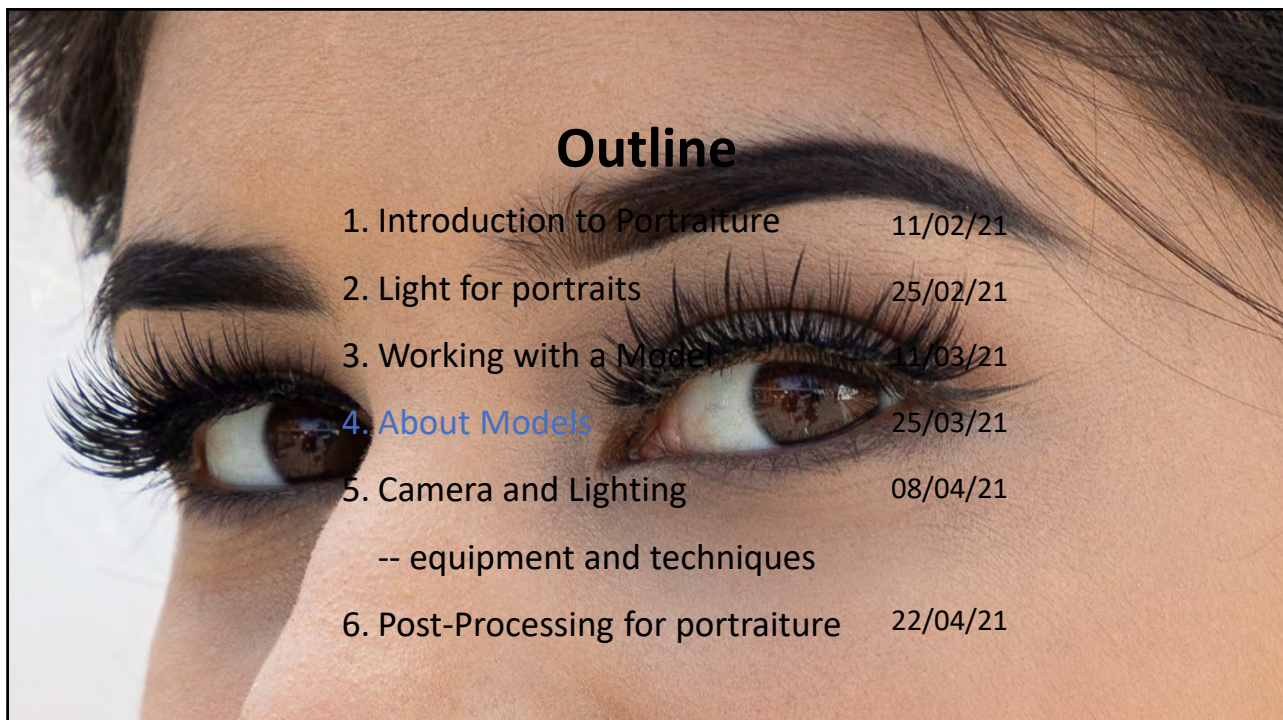 Outline
1. Introduction to Portraiture 11/02/21
2. Light for portraits 25/02/21
3. Working with a Model 11/03/21
4. About Models 25/03/21
5. Camera and Lighting 08/04/21
-- equipment and techniques
6. Post-Processing for portraiture 22/04/21